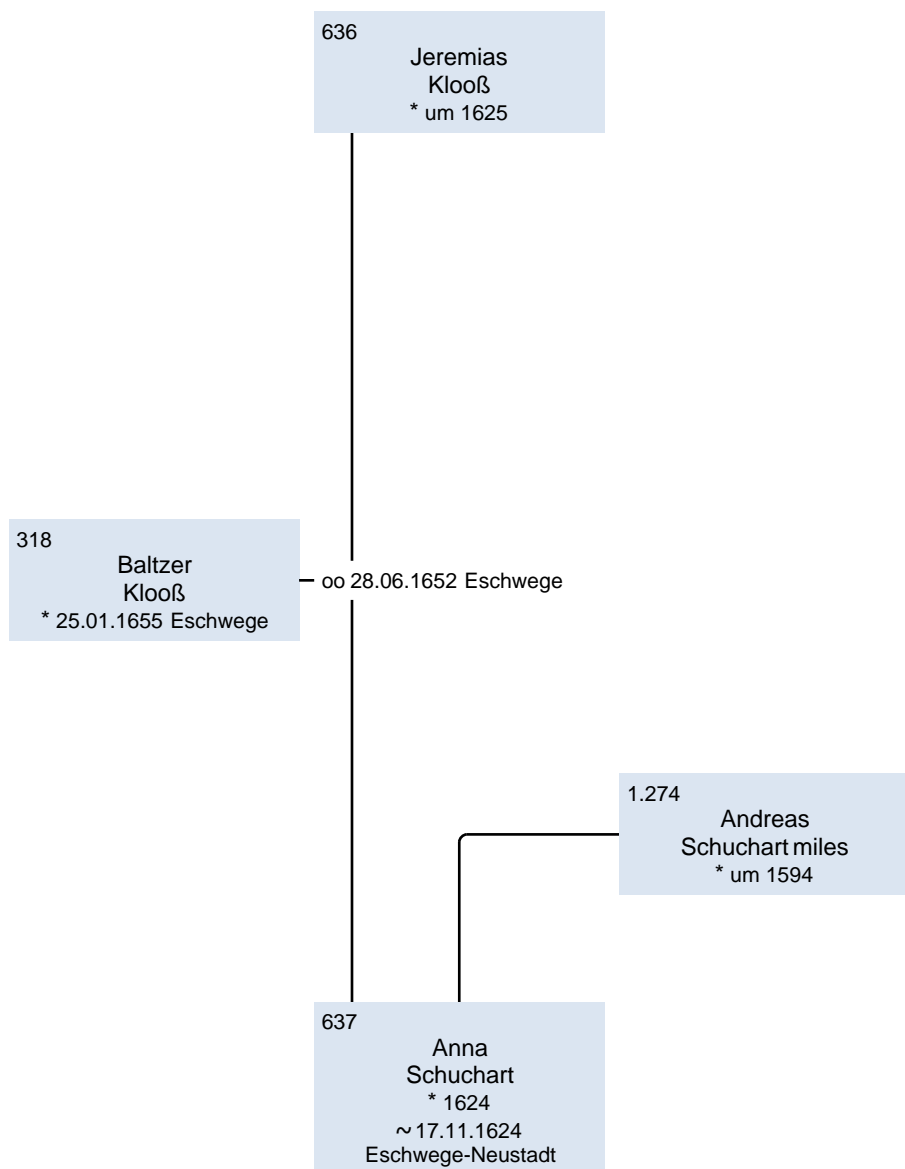 636
Jeremias
Klooß
* um 1625
318
Baltzer
Klooß
* 25.01.1655 Eschwege
oo 28.06.1652 Eschwege
1.274
Andreas
Schuchart miles
* um 1594
637
Anna
Schuchart
* 1624
~ 17.11.1624
Eschwege-Neustadt